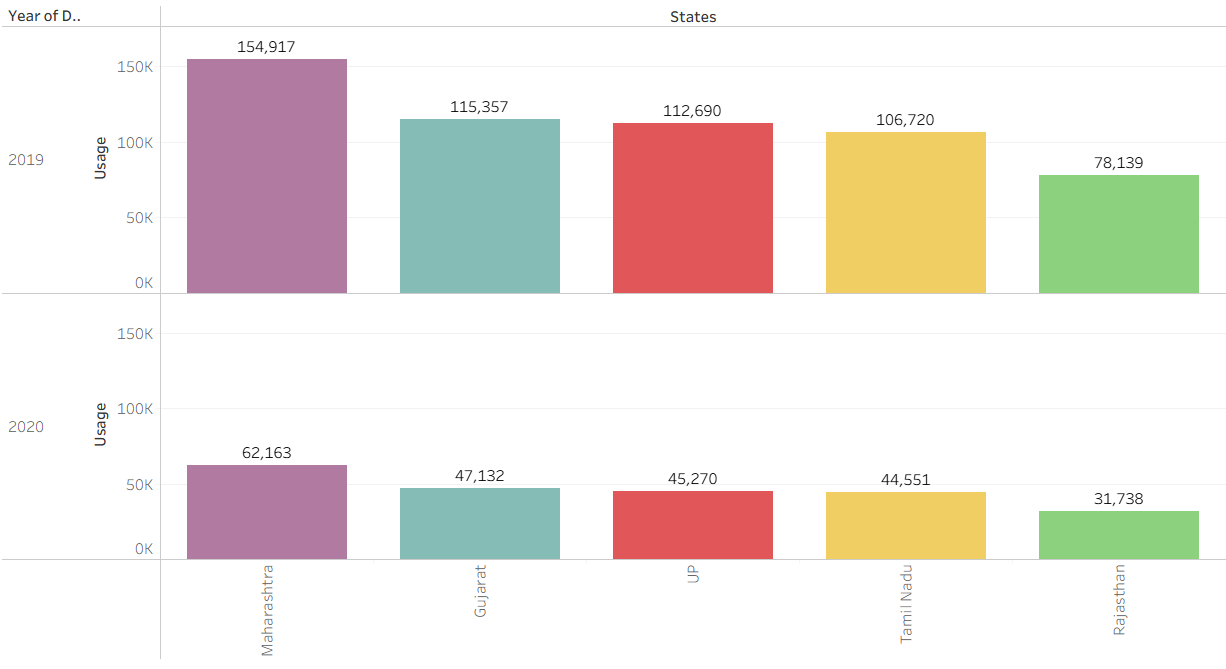 Year of D..
States
154,917
150K
115,357
112,690
106,720
100K
78,139
2019
Usage
50K
0K
150K
100K
2020
Usage
62,163
50K
47,132
45,270
44,551
31,738
0K
Maharashtra
Gujarat
UP
Tamil Nadu
Rajasthan